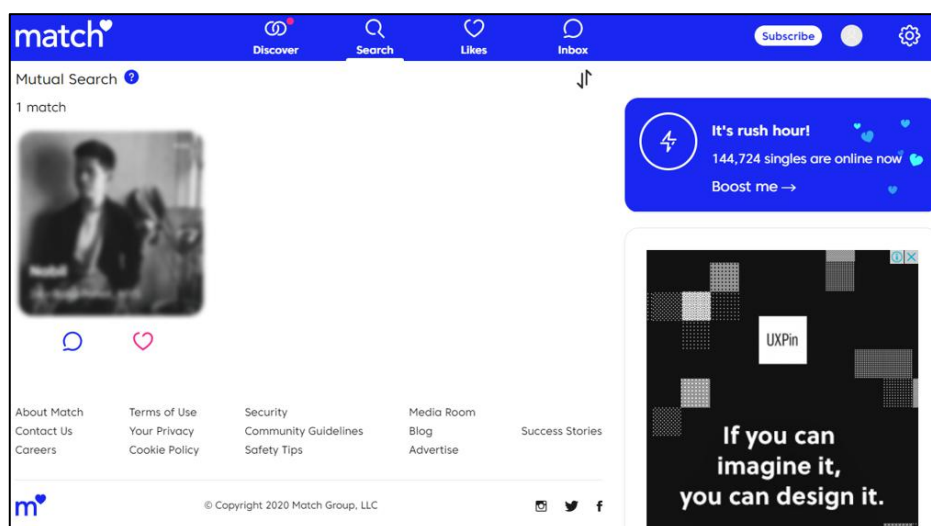 match
Discover
Search
Likes
Inbox
Subscribe
Mutual Search ?
1 match
It's rush hour!
144,724 singles are online now
Boost me →
UXPin
If you can
imagine it,
you can design it.
About Match
Contact Us
Careers
Terms of Use
Your Privacy
Cookie Policy
Security
Community Guidelines
Safety Tips
Media Room
Blog
Advertise
Success Stories
m
© Copyright 2020 Match Group, LLC